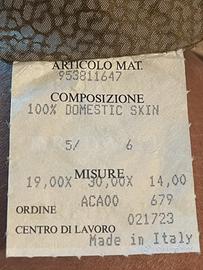 ARTICOLO MAT.
953811647
COMPOSIZIONE
100% DOMESTIC SKIN
5/ 6
MISURE
19,00X 30,00X 14,00
ACA00 679
ORDINE
021723
CENTRO DI LAVORO
Made in Italy